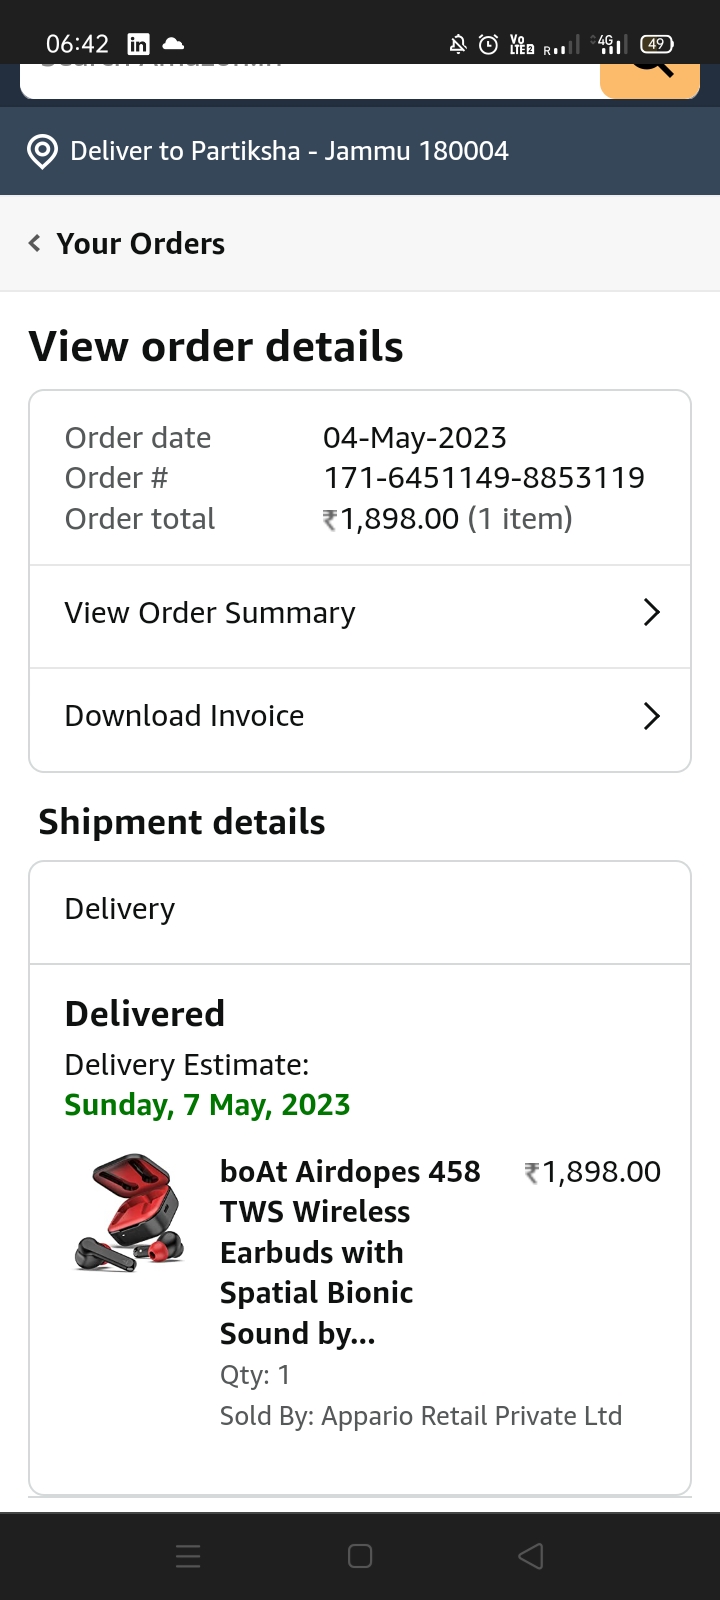 06:42 in Vo LTE2 R 4G 49
Deliver to Partiksha - Jammu 180004
Your Orders
View order details
Order date 04-May-2023
Order # 171-6451149-8853119
Order total ₹1,898.00 (1 item)
View Order Summary
Download Invoice
Shipment details
Delivery
Delivered
Delivery Estimate:
Sunday, 7 May, 2023
boAt Airdopes 458 ₹1,898.00
TWS Wireless
Earbuds with
Spatial Bionic
Sound by...
Qty: 1
Sold By: Appario Retail Private Ltd